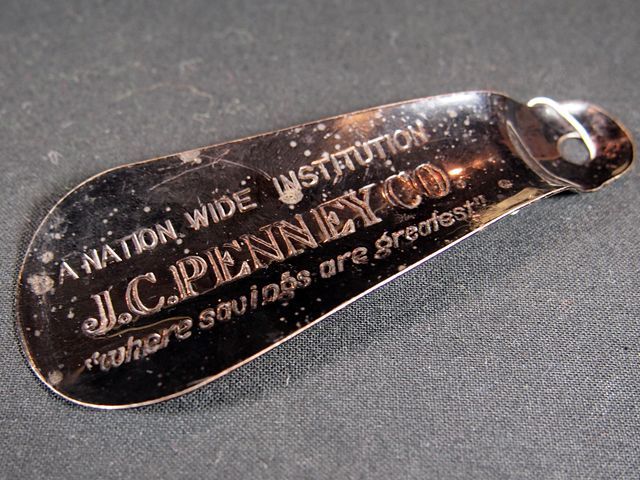 A NATION WIDE INSTITUTION
J.C. PENNEY CO.
"where savings are greatest"